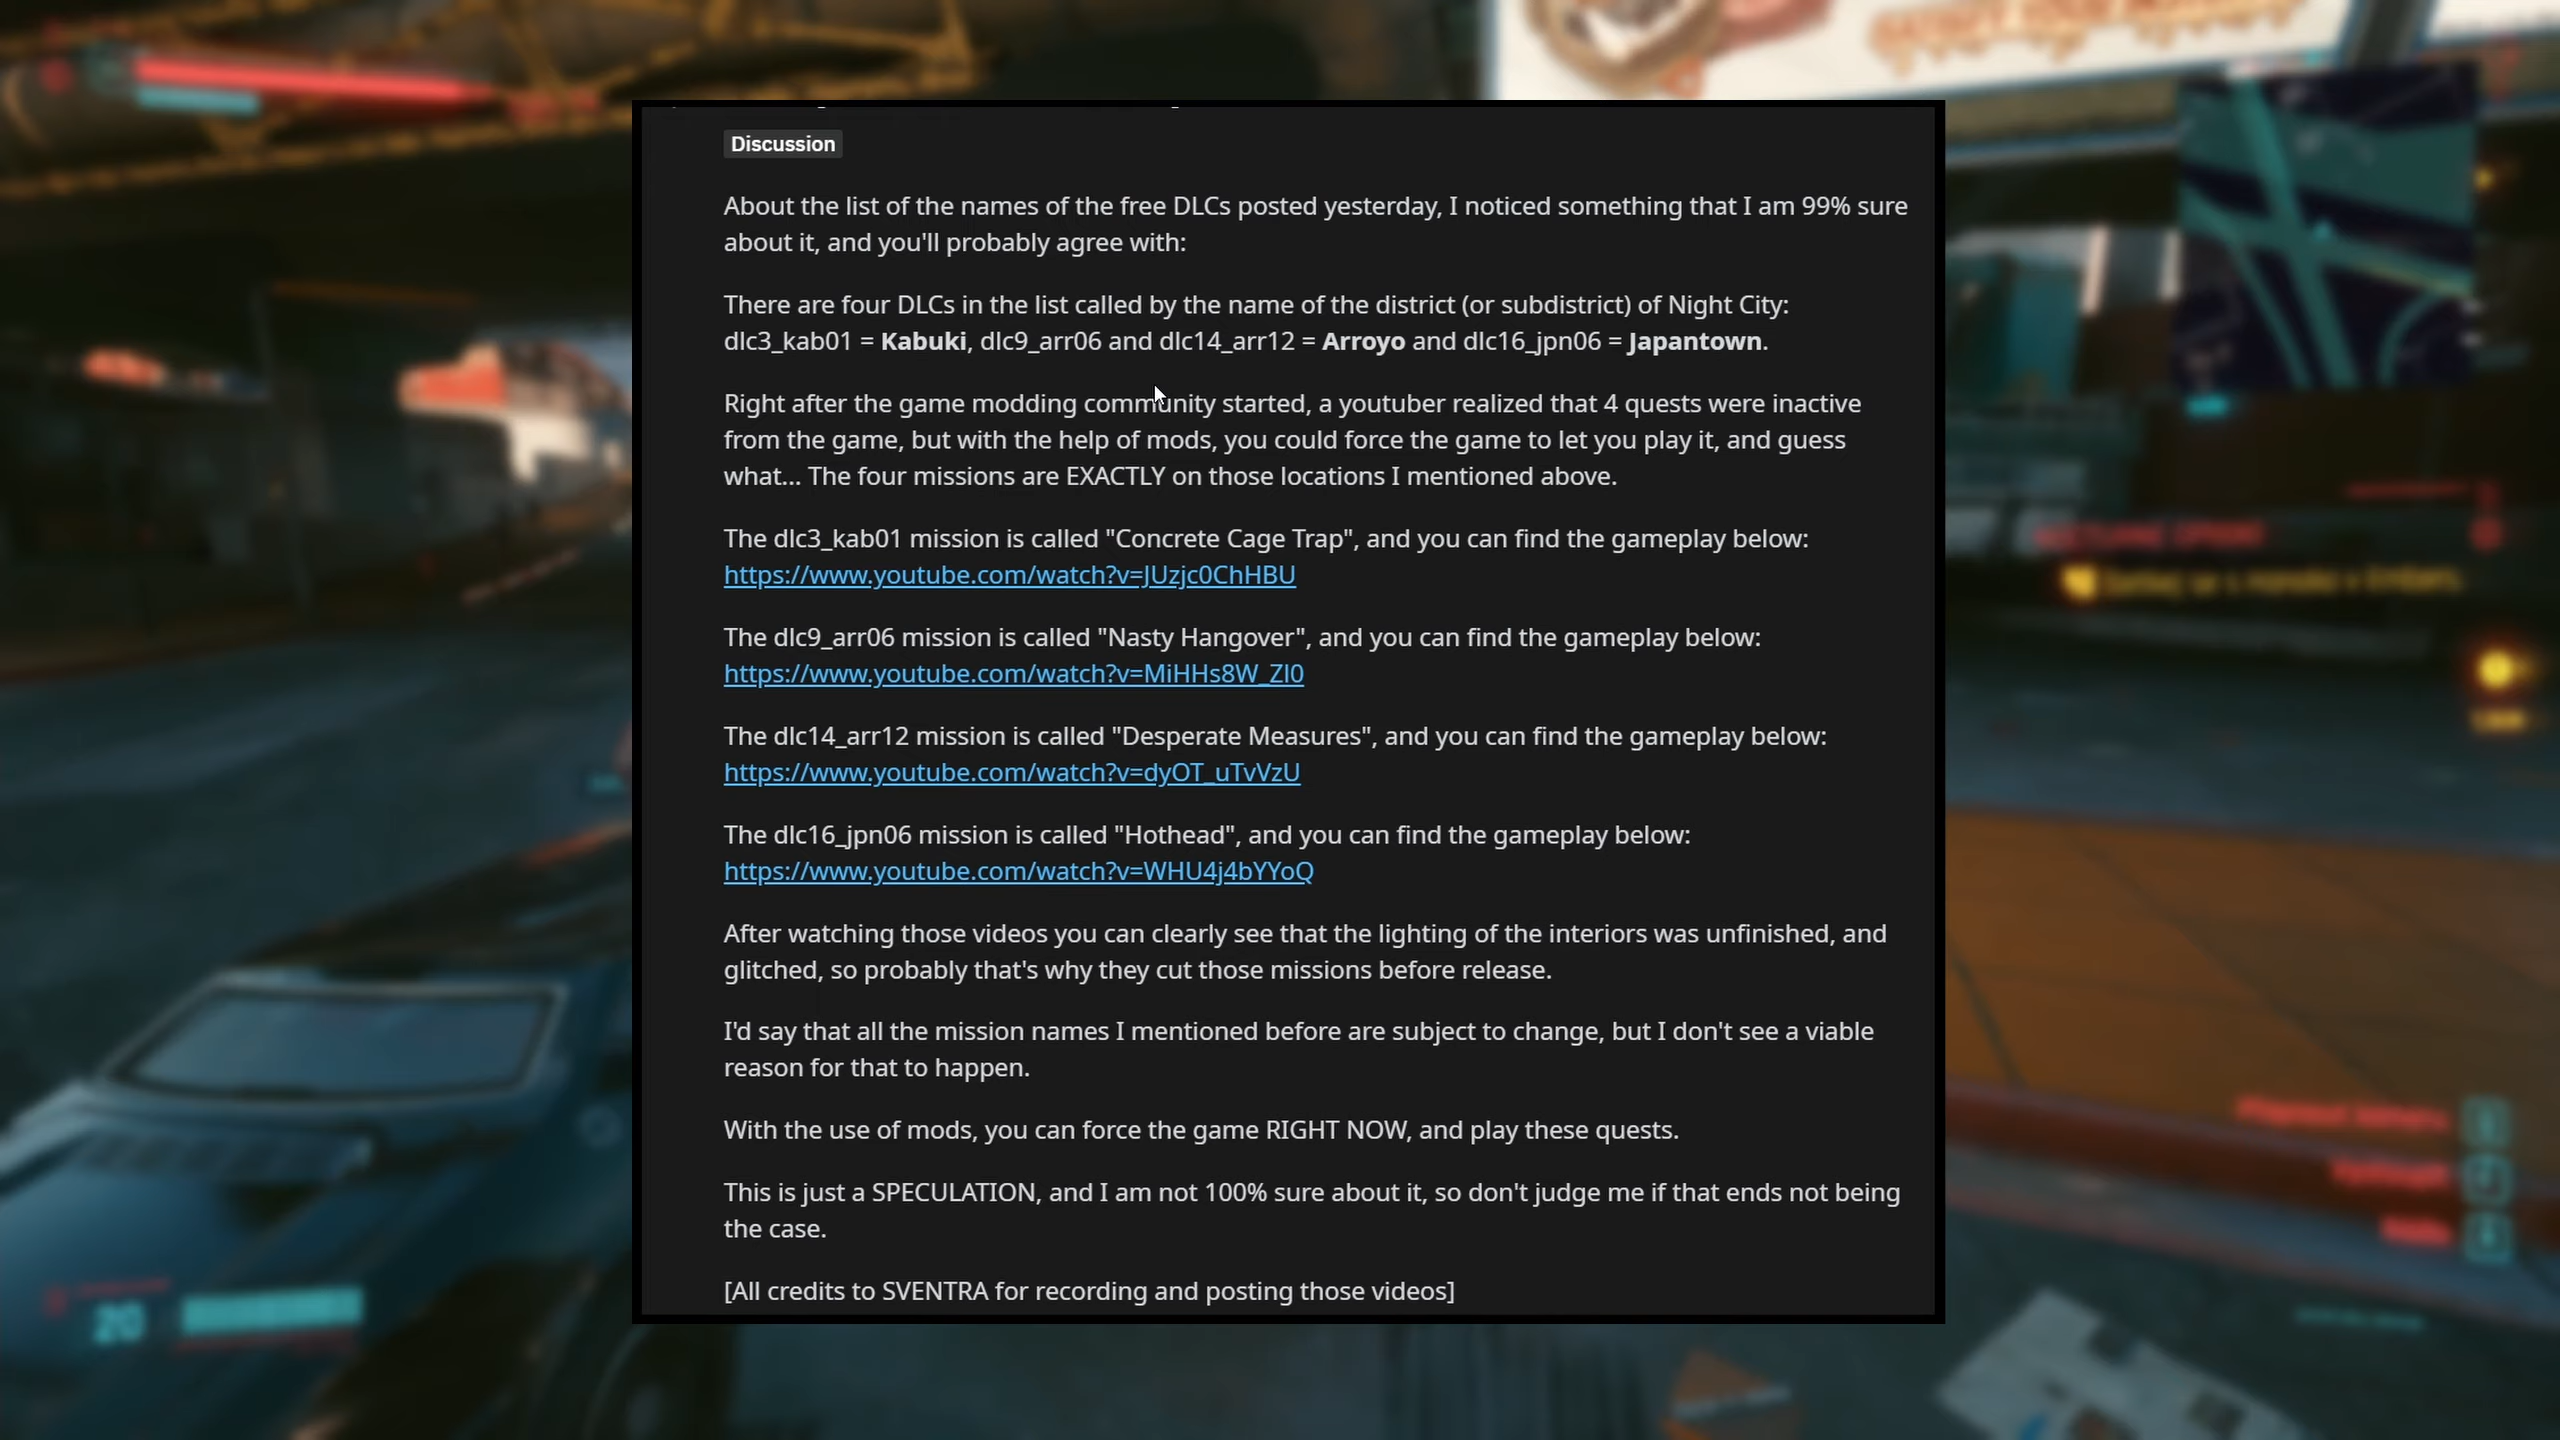 Discussion
About the list of the names of the free DLCs posted yesterday, I noticed something that I am 99% sure
about it, and you'll probably agree with:
There are four DLCs in the list called by the name of the district (or subdistrict) of Night City:
dlc3_kab01 = Kabuki, dlc9_arr06 and dlc14_arr12 = Arroyo and dlc16_jpn06 = Japantown.
Right after the game modding community started, a youtuber realized that 4 quests were inactive
from the game, but with the help of mods, you could force the game to let you play it, and guess
what... The four missions are EXACTLY on those locations I mentioned above.
The dlc3_kab01 mission is called "Concrete Cage Trap", and you can find the gameplay below:
https://www.youtube.com/watch?v=JUzjc0ChHBU
The dlc9_arr06 mission is called "Nasty Hangover", and you can find the gameplay below:
https://www.youtube.com/watch?v=MiHHs8W_Zl0
The dlc14_arr12 mission is called "Desperate Measures", and you can find the gameplay below:
https://www.youtube.com/watch?v=dyOT_uTvVzU
The dlc16_jpn06 mission is called "Hothead", and you can find the gameplay below:
https://www.youtube.com/watch?v=WHU4j4bYYoQ
After watching those videos you can clearly see that the lighting of the interiors was unfinished, and
glitched, so probably that's why they cut those missions before release.
I'd say that all the mission names I mentioned before are subject to change, but I don't see a viable
reason for that to happen.
With the use of mods, you can force the game RIGHT NOW, and play these quests.
This is just a SPECULATION, and I am not 100% sure about it, so don't judge me if that ends not being
the case.
[All credits to SVENTRA for recording and posting those videos]
20